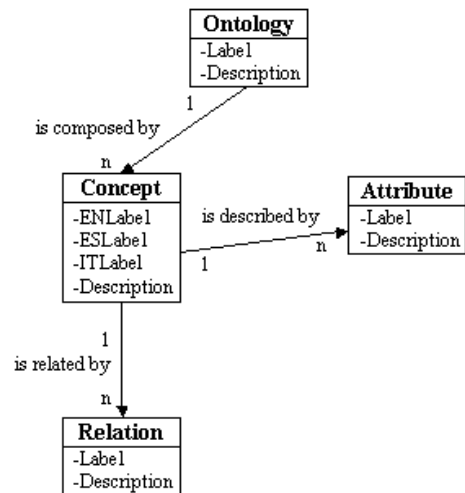 Ontology
-Label
-Description
1
is composed by
n
Concept
-ENLabel
-ESLabel
-ITLabel
-Description
is described by
1
n
Attribute
-Label
-Description
1
is related by
n
Relation
-Label
-Description